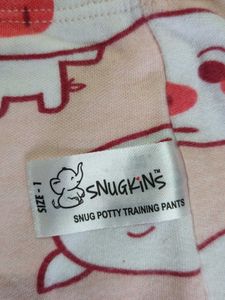 SIZE - 1
SNUGKINS™
SNUG POTTY TRAINING PANTS